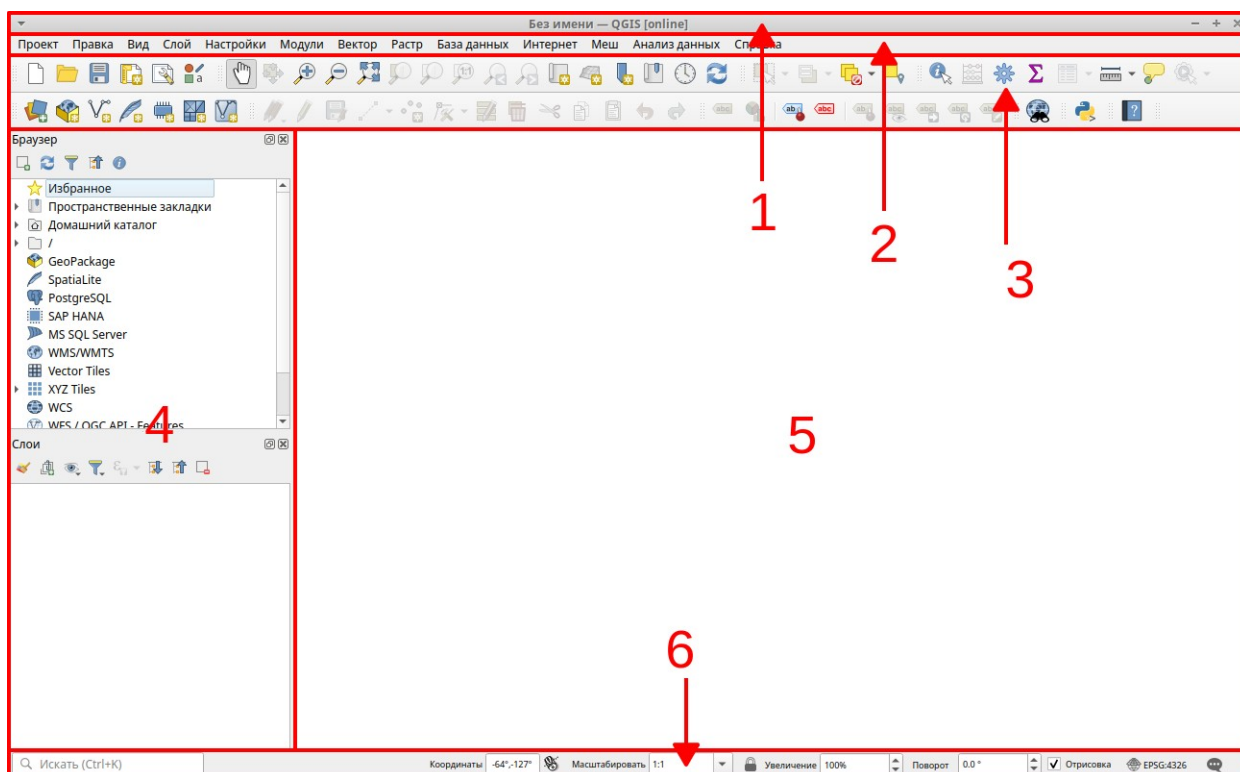 Без имени — QGIS [online]
Проект Правка Вид Слой Настройки Модули Вектор Растр База данных Интернет Меш Анализ данных Справка
Браузер
Избранное
Пространственные закладки
Домашний каталог
/
GeoPackage
SpatiaLite
PostgreSQL
SAP HANA
MS SQL Server
WMS/WMTS
Vector Tiles
XYZ Tiles
WCS
WFS / OGC API - Features
Слои
1
2
3
4
5
6
Искать (Ctrl+K) Координаты -64°,-127° Масштабировать 1:1 Увеличение 100% Поворот 0.0 ° Отрисовка EPSG:4326